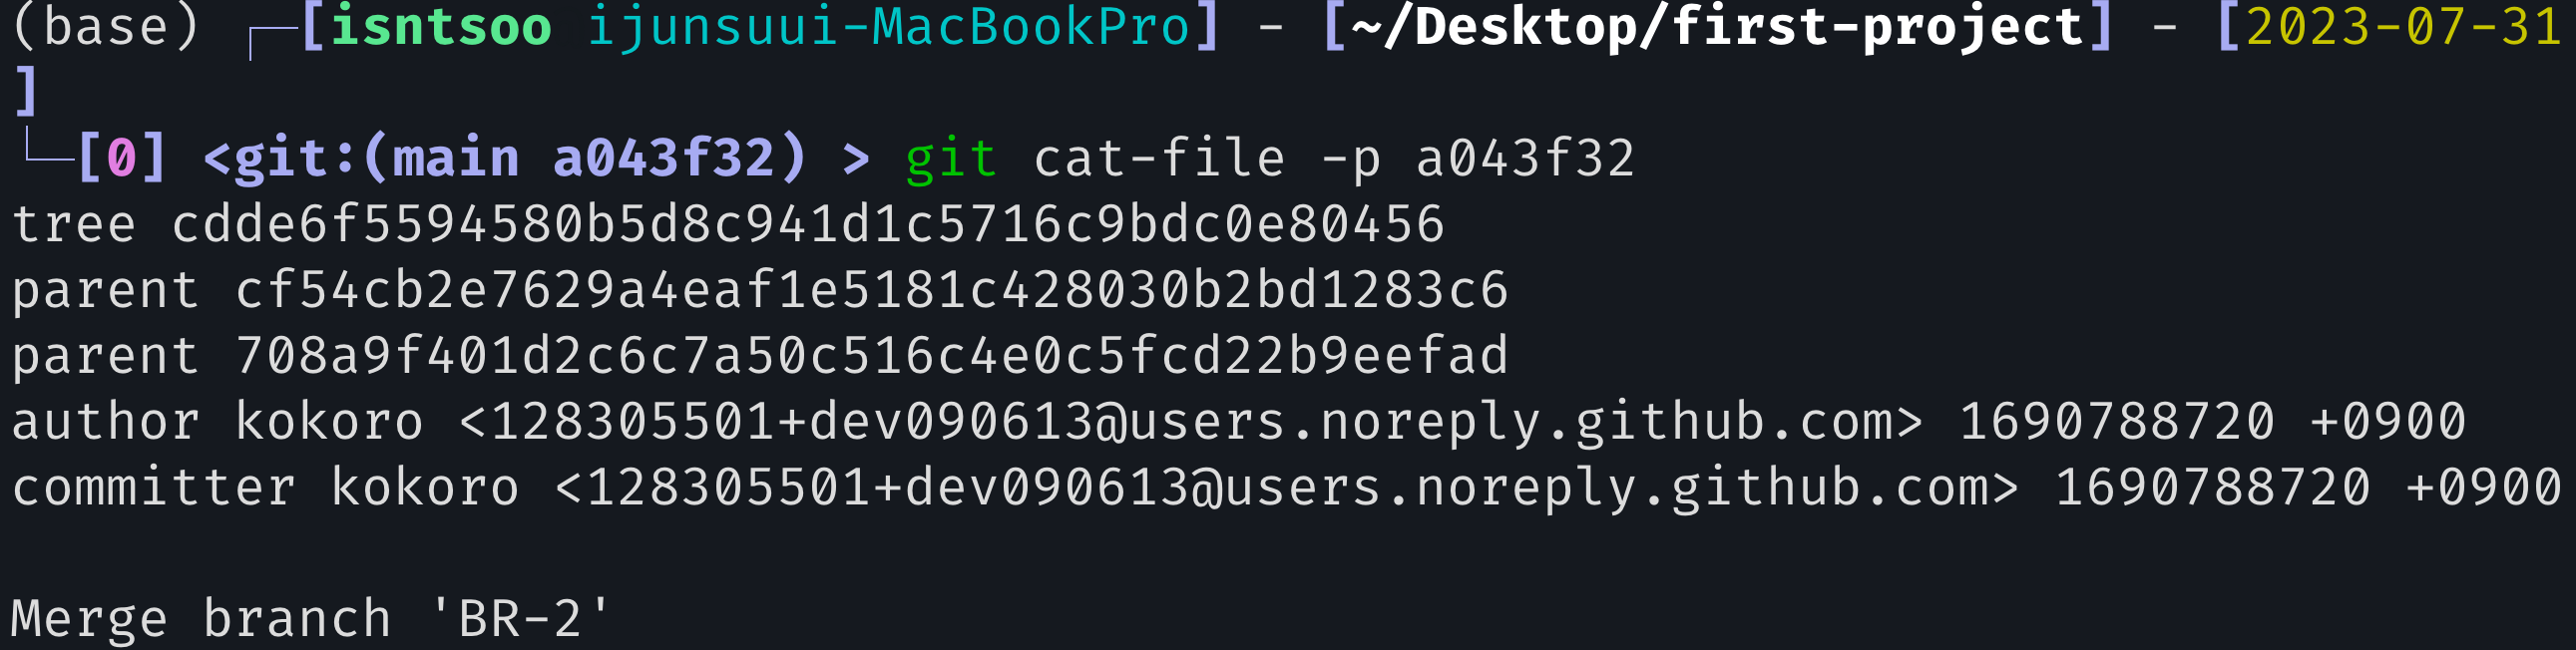 (base) ┌─[isntsoo ijunsuui-MacBookPro] - [~/Desktop/first-project] - [2023-07-31
]
└─[0] <git:(main a043f32) > git cat-file -p a043f32
tree cdde6f5594580b5d8c941d1c5716c9bdc0e80456
parent cf54cb2e7629a4eaf1e5181c428030b2bd1283c6
parent 708a9f401d2c6c7a50c516c4e0c5fcd22b9eefad
author kokoro <128305501+dev090613@users.noreply.github.com> 1690788720 +0900
committer kokoro <128305501+dev090613@users.noreply.github.com> 1690788720 +0900
Merge branch 'BR-2'